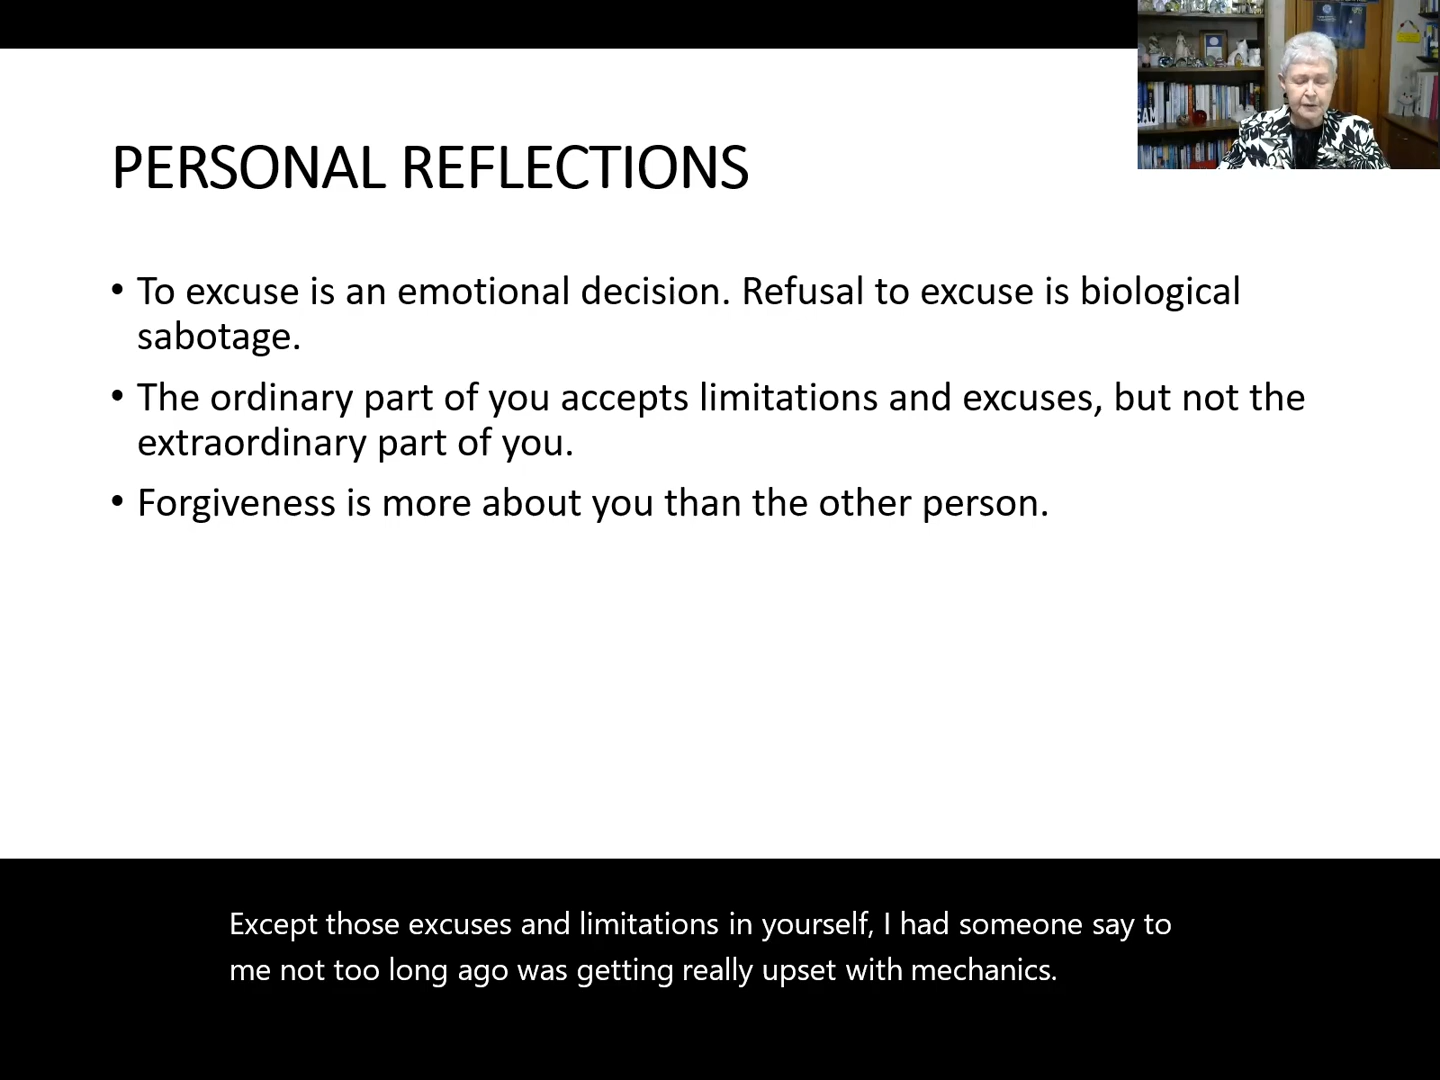 PERSONAL REFLECTIONS
• To excuse is an emotional decision. Refusal to excuse is biological
sabotage.
• The ordinary part of you accepts limitations and excuses, but not the
extraordinary part of you.
• Forgiveness is more about you than the other person.
Except those excuses and limitations in yourself, I had someone say to
me not too long ago was getting really upset with mechanics.